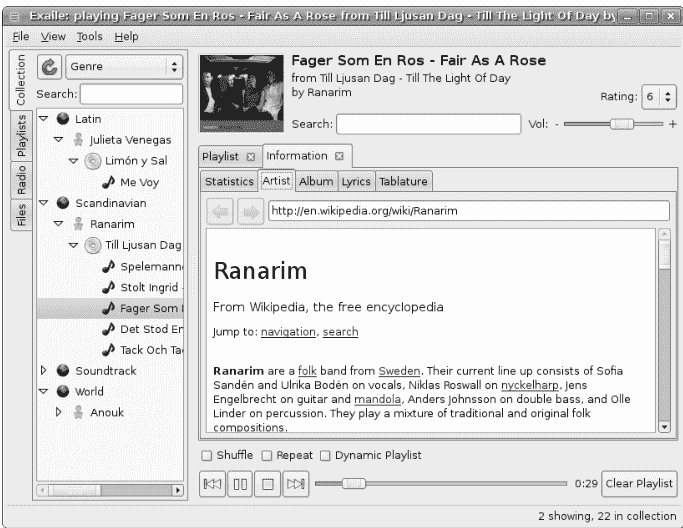 Exaile: playing Fager Som En Ros - Fair As A Rose from Till Ljusan Dag - Till The Light Of Day by
File View Tools Help
Collection
Playlists
Radio
Files
Genre
Search:
Latin
Julieta Venegas
Limón y Sal
Me Voy
Scandinavian
Ranarim
Till Ljusan Dag
Spelemann
Stolt Ingrid
Fager Som
Det Stod En
Tack Och Ta
Soundtrack
World
Anouk
Fager Som En Ros - Fair As A Rose
from Till Ljusan Dag - Till The Light Of Day
by Ranarim
Rating: 6
Search:
Vol: - +
Playlist Information
Statistics Artist Album Lyrics Tablature
http://en.wikipedia.org/wiki/Ranarim
Ranarim
From Wikipedia, the free encyclopedia
Jump to: navigation, search
Ranarim are a folk band from Sweden. Their current line up consists of Sofia
Sandén and Ulrika Bodén on vocals, Niklas Roswall on nyckelharp, Jens
Engelbrecht on guitar and mandola, Anders Johnsson on double bass, and Olle
Linder on percussion. They play a mixture of traditional and original folk
compositions.
Shuffle Repeat Dynamic Playlist
0:29 Clear Playlist
2 showing, 22 in collection